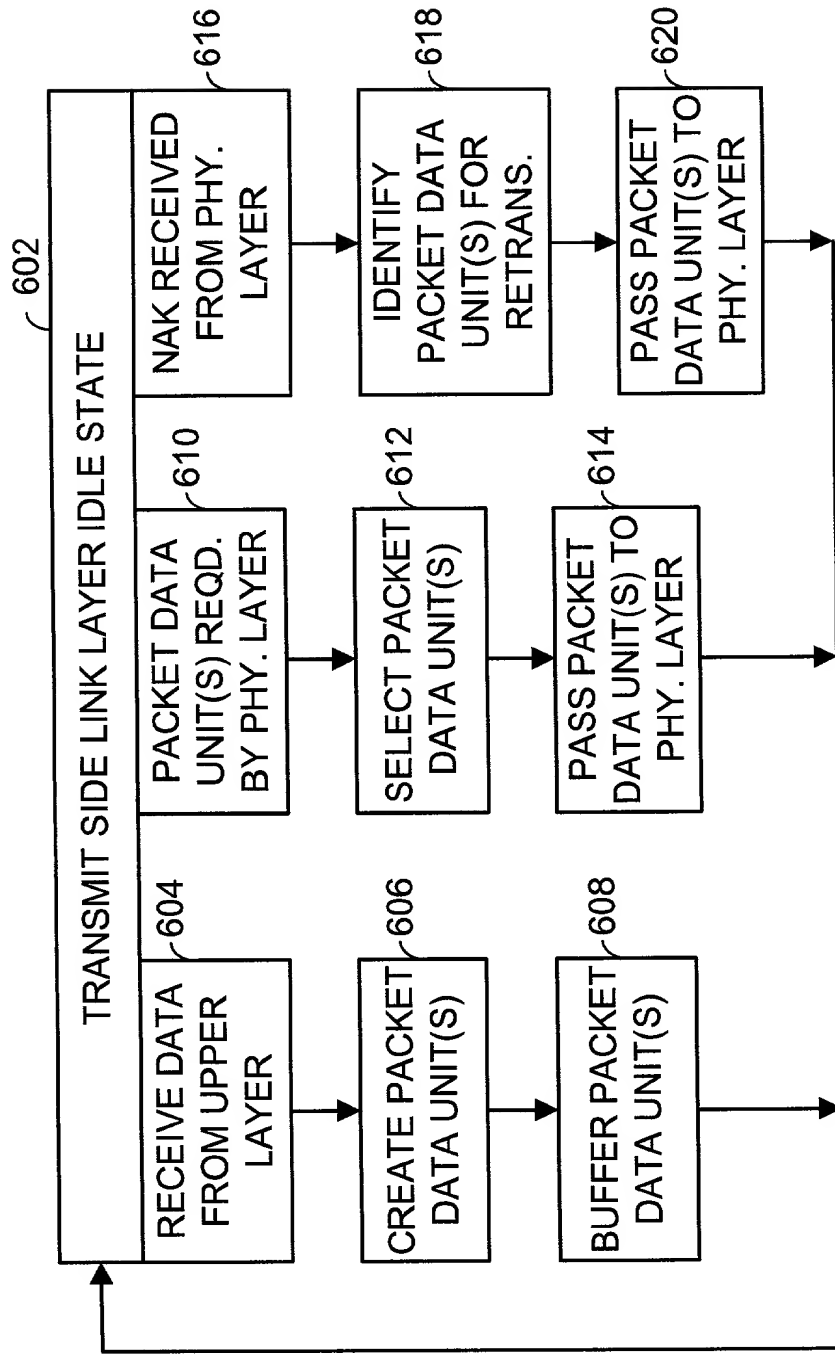 602
TRANSMIT SIDE LINK LAYER IDLE STATE
604
RECEIVE DATA
FROM UPPER
LAYER
606
CREATE PACKET
DATA UNIT(S)
608
BUFFER PACKET
DATA UNIT(S)
610
PACKET DATA
UNIT(S) REQD.
BY PHY. LAYER
612
SELECT PACKET
DATA UNIT(S)
614
PASS PACKET
DATA UNIT(S) TO
PHY. LAYER
616
NAK RECEIVED
FROM PHY.
LAYER
618
IDENTIFY
PACKET DATA
UNIT(S) FOR
RETRANS.
620
PASS PACKET
DATA UNIT(S) TO
PHY. LAYER